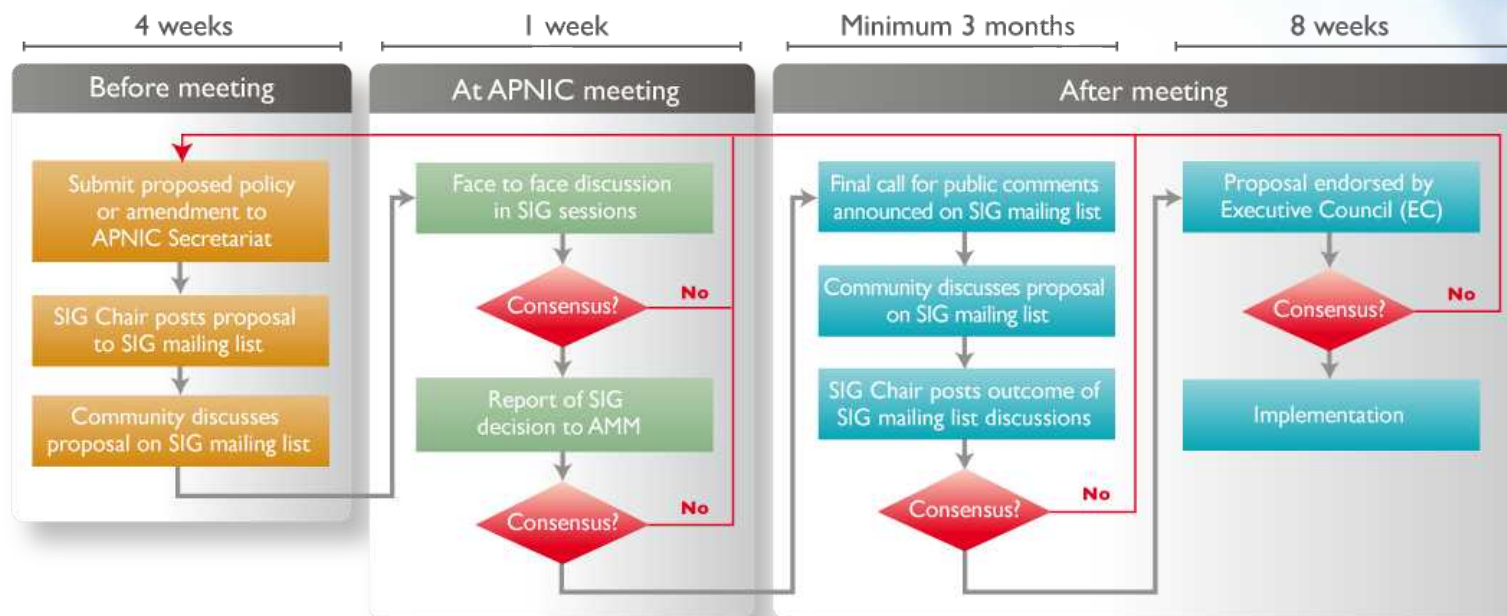 4 weeks
1 week
Minimum 3 months
8 weeks
Before meeting
At APNIC meeting
After meeting
Submit proposed policy
or amendment to
APNIC Secretariat
SIG Chair posts proposal
to SIG mailing list
Community discusses
proposal on SIG mailing list
Face to face discussion
in SIG sessions
Consensus?
No
Report of SIG
decision to AMM
Consensus?
No
Final call for public comments
announced on SIG mailing list
Community discusses proposal
on SIG mailing list
SIG Chair posts outcome of
SIG mailing list discussions
Consensus?
No
Proposal endorsed by
Executive Council (EC)
Consensus?
No
Implementation